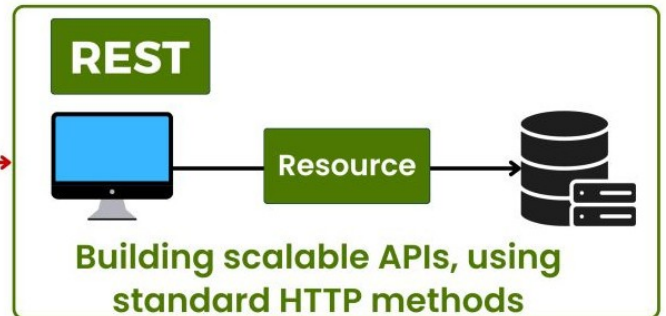 REST
Resource
Building scalable APIs, using
standard HTTP methods